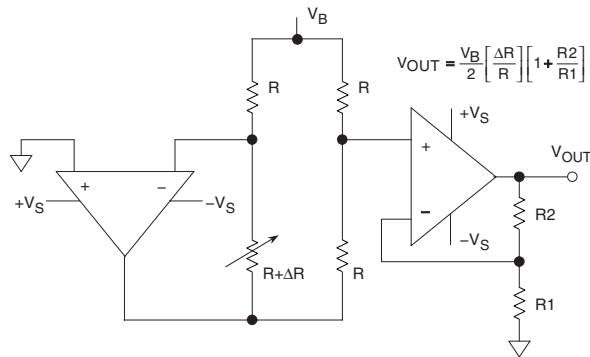 V_B
V_OUT = V_B/2 [ΔR/R] [1 + R2/R1]
R
R
+V_S
V_OUT
+
−
+V_S
−V_S
+
−
−V_S
R2
R+ΔR
R
R1